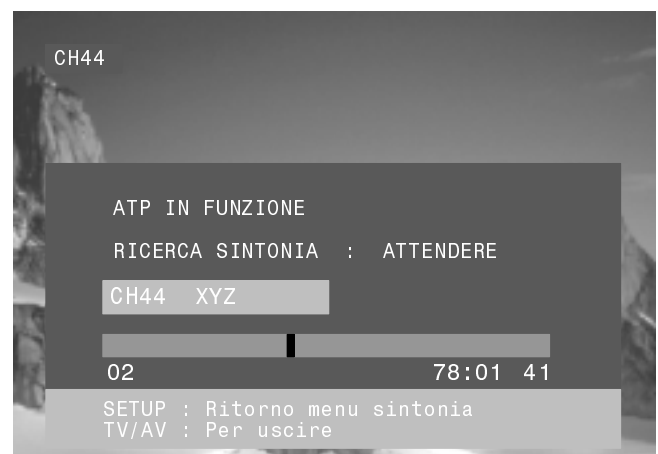 CH44
ATP IN FUNZIONE
RICERCA SINTONIA : ATTENDERE
CH44 XYZ
02 78:01 41
SETUP : Ritorno menu sintonia
TV/AV : Per uscire